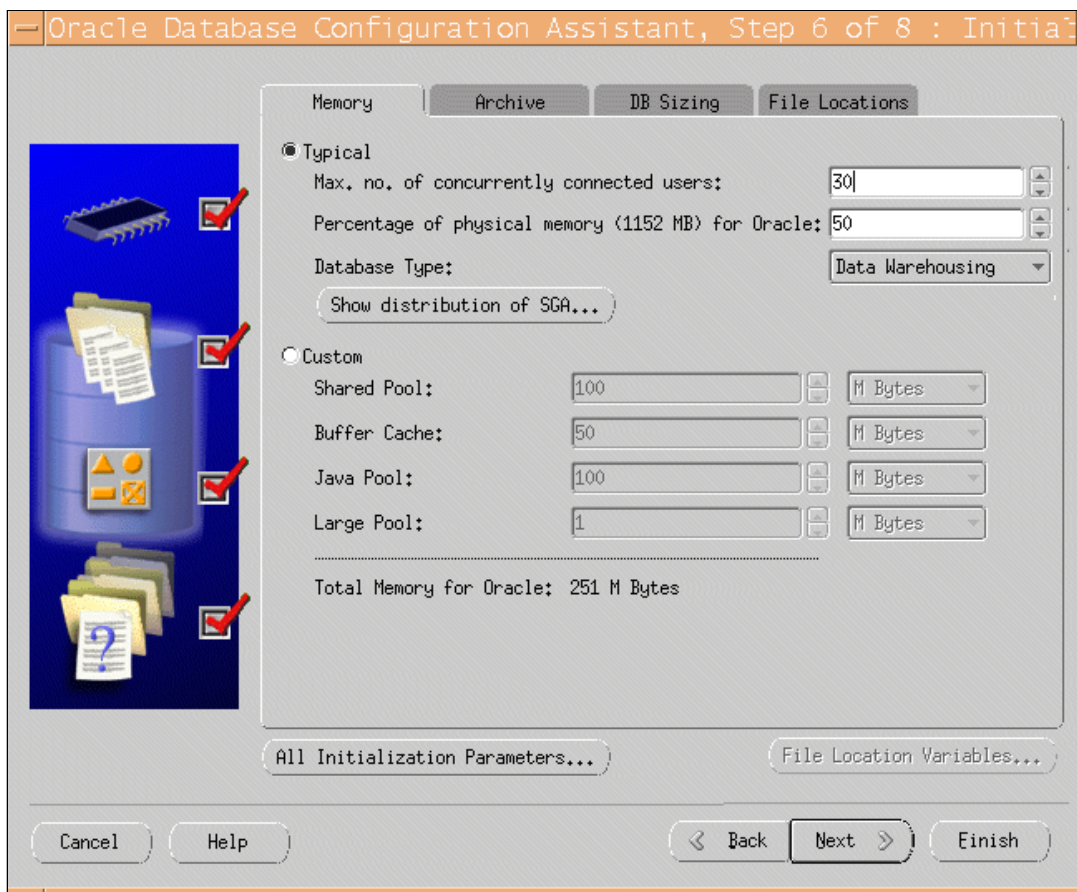 Oracle Database Configuration Assistant, Step 6 of 8 : Initial
Memory Archive DB Sizing File Locations
Typical
Max. no. of concurrently connected users: 30
Percentage of physical memory (1152 MB) for Oracle: 50
Database Type: Data Warehousing
Show distribution of SGA...
Custom
Shared Pool: 100 M Bytes
Buffer Cache: 50 M Bytes
Java Pool: 100 M Bytes
Large Pool: 1 M Bytes
Total Memory for Oracle: 251 M Bytes
?
All Initialization Parameters... File Location Variables...
Cancel Help Back Next Finish